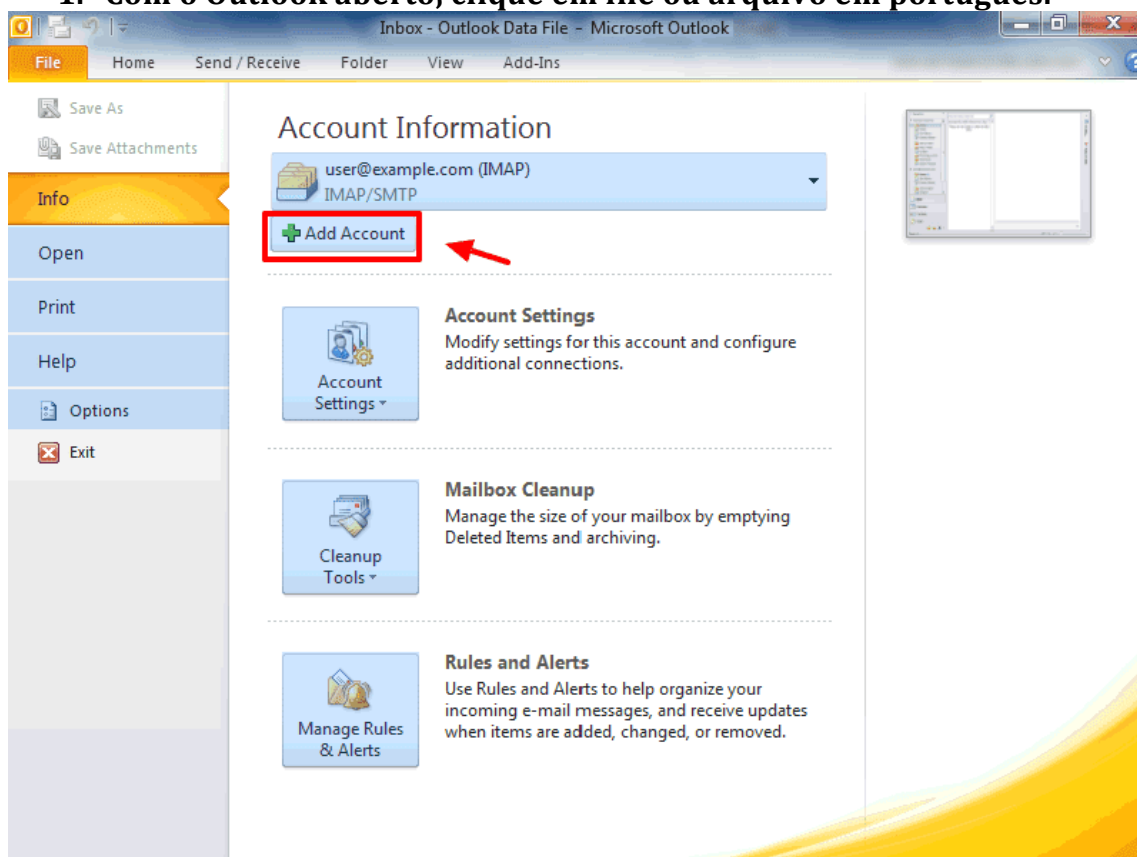 1. Com o Outlook aberto, clique em file ou arquivo em português.
Inbox - Outlook Data File - Microsoft Outlook
File Home Send / Receive Folder View Add-Ins
Save As
Save Attachments
Info
Open
Print
Help
Options
Exit
Account Information
user@example.com (IMAP)
IMAP/SMTP
Add Account
Account Settings
Modify settings for this account and configure
additional connections.
Account
Settings
Mailbox Cleanup
Manage the size of your mailbox by emptying
Deleted Items and archiving.
Cleanup
Tools
Rules and Alerts
Use Rules and Alerts to help organize your
incoming e-mail messages, and receive updates
when items are added, changed, or removed.
Manage Rules
& Alerts